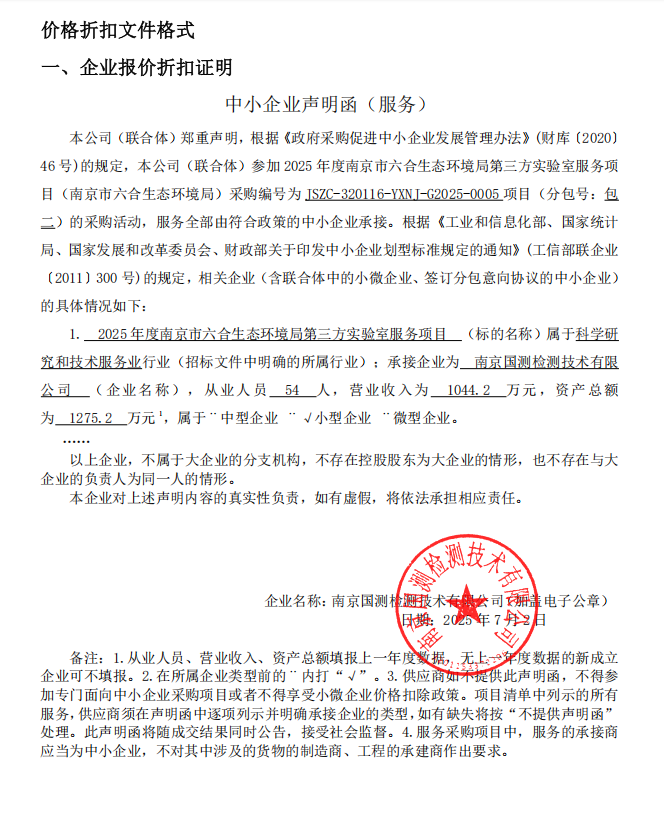 价格折扣文件格式
一、企业报价折扣证明
中小企业声明函（服务）
本公司（联合体）郑重声明，根据《政府采购促进中小企业发展管理办法》(财库〔2020〕
46 号)的规定，本公司（联合体）参加 2025 年度南京市六合生态环境局第三方实验室服务项
目（南京市六合生态环境局）采购编号为 JSZC-320116-YXNJ-G2025-0005 项目（分包号：包
二）的采购活动，服务全部由符合政策的中小企业承接。根据《工业和信息化部、国家统计
局、国家发展和改革委员会、财政部关于印发中小企业划型标准规定的通知》(工信部联企业
〔2011〕300 号)的规定，相关企业（含联合体中的小微企业、签订分包意向协议的中小企业）
的具体情况如下：
1. 2025 年度南京市六合生态环境局第三方实验室服务项目 （标的名称）属于科学研
究和技术服务业行业（招标文件中明确的所属行业）；承接企业为 南京国测检测技术有限
公司 （企业名称），从业人员 54 人，营业收入为 1044.2 万元，资产总额
为 1275.2 万元¹，属于¨中型企业 ¨√小型企业 ¨微型企业。
……
以上企业，不属于大企业的分支机构，不存在控股股东为大企业的情形，也不存在与大
企业的负责人为同一人的情形。
本企业对上述声明内容的真实性负责，如有虚假，将依法承担相应责任。
南京国测检测技术有限公司
企业名称：南京国测检测技术有限公司（加盖电子公章）
日期：2025 年 7 月 2 日
备注：1.从业人员、营业收入、资产总额填报上一年度数据，无上一年度数据的新成立
企业可不填报。2.在所属企业类型前的¨内打“√”。3.供应商如不提供此声明函，不得参
加专门面向中小企业采购项目或者不得享受小微企业价格扣除政策。项目清单中列示的所有
服务,供应商须在声明函中逐项列示并明确承接企业的类型,如有缺失将按“不提供声明函”
处理。此声明函将随成交结果同时公告，接受社会监督。4.服务采购项目中，服务的承接商
应当为中小企业，不对其中涉及的货物的制造商、工程的承建商作出要求。